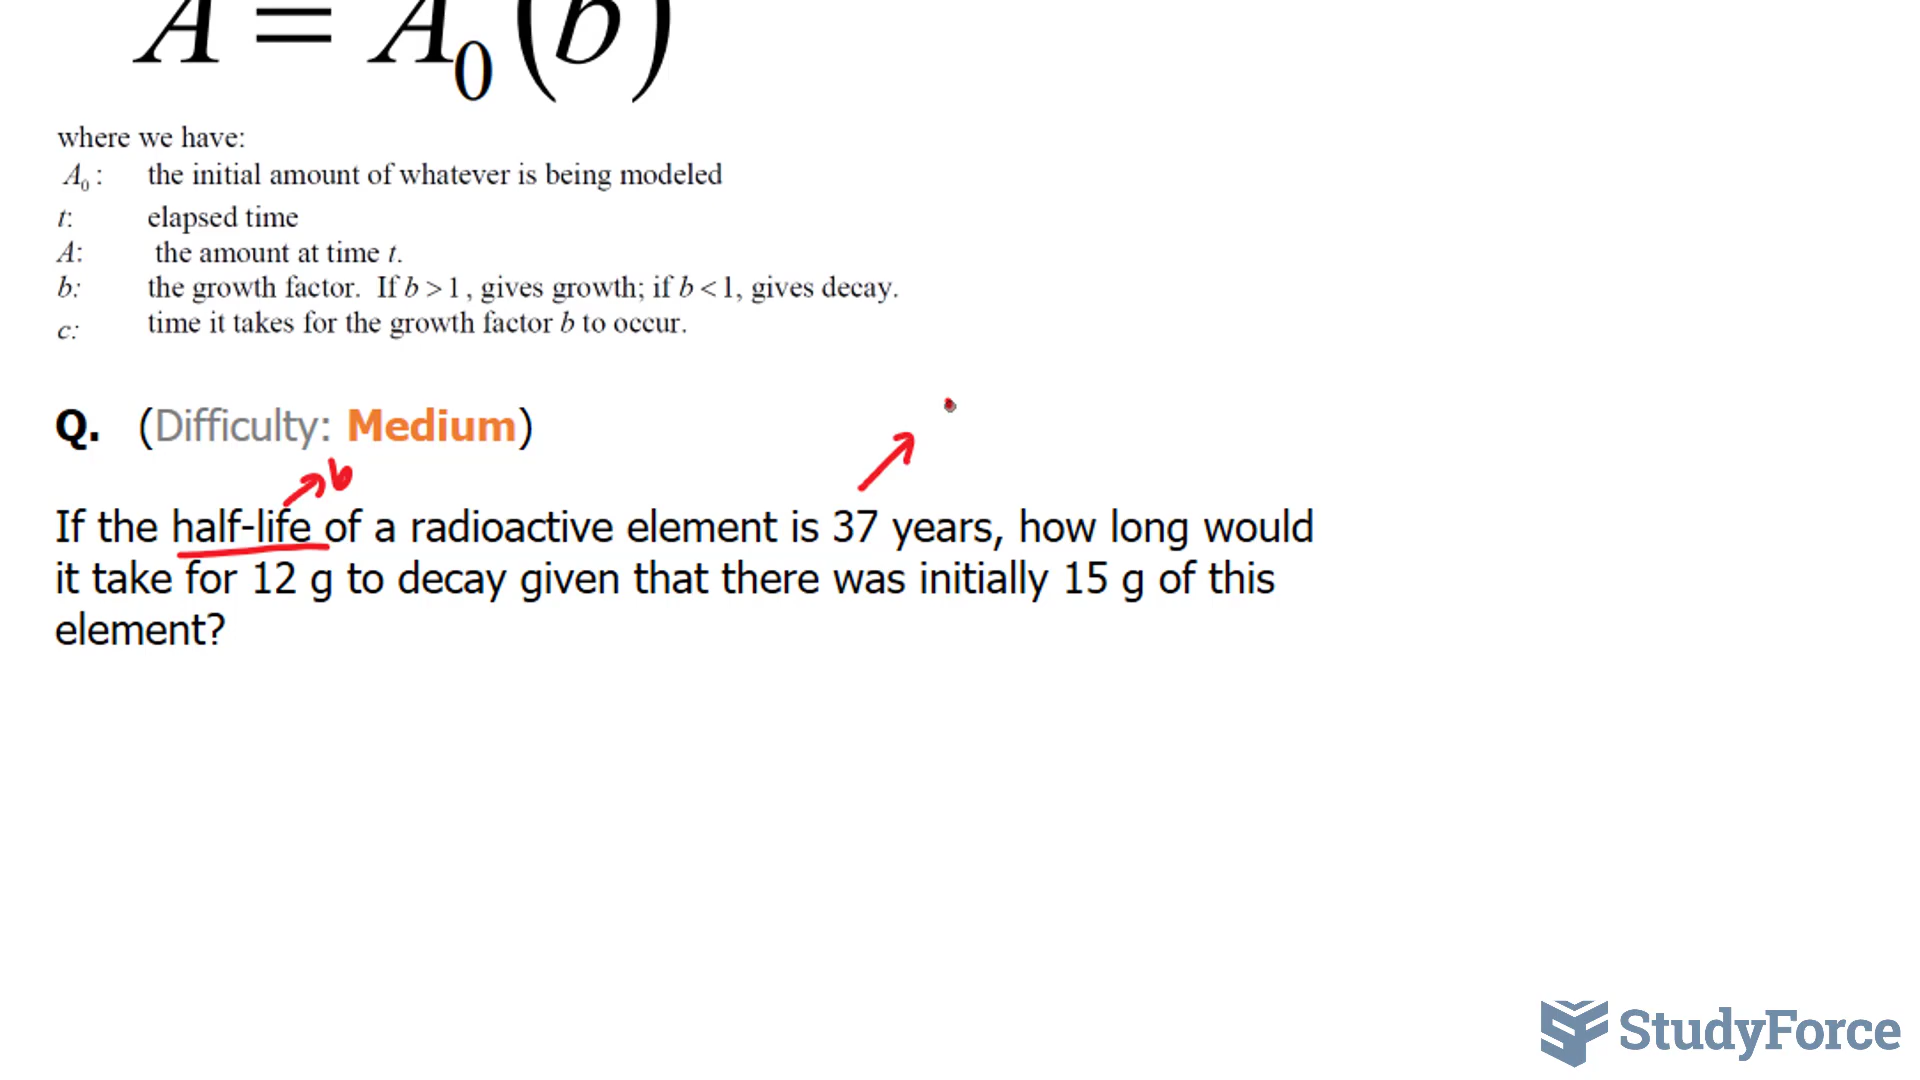 A = A₀ (b)
where we have:
A₀ : the initial amount of whatever is being modeled
t: elapsed time
A: the amount at time t.
b: the growth factor. If b > 1 , gives growth; if b < 1, gives decay.
c: time it takes for the growth factor b to occur.
Q. (Difficulty: Medium)
b
If the half-life of a radioactive element is 37 years, how long would
it take for 12 g to decay given that there was initially 15 g of this
element?
StudyForce